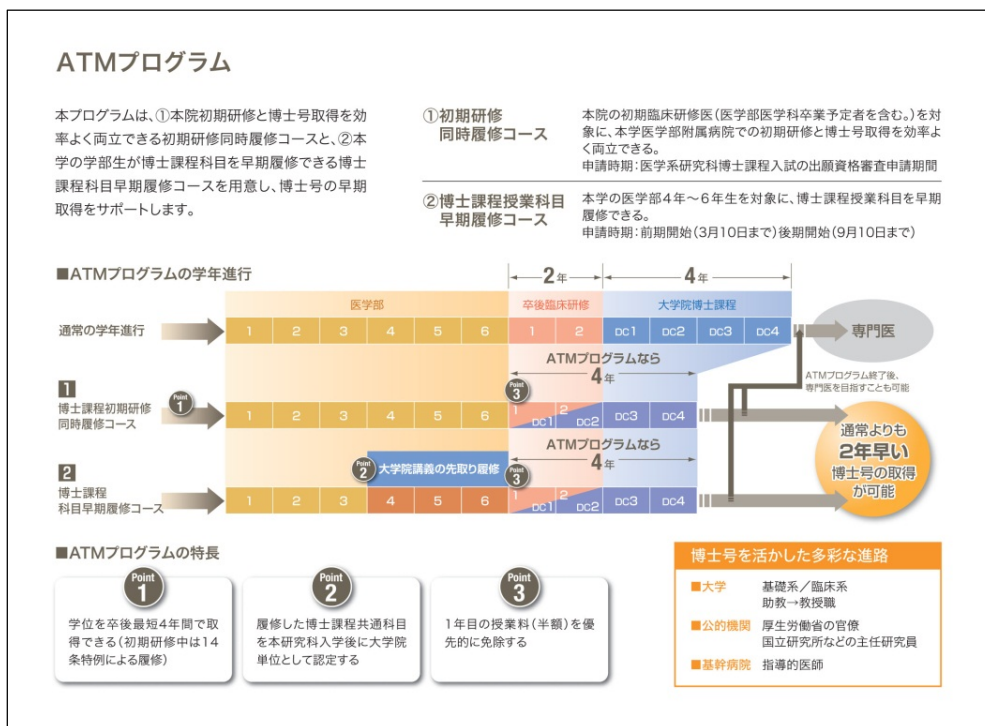 ATMプログラム
本プログラムは、①本院初期研修と博士号取得を効
率よく両立できる初期研修同時履修コースと、②本
学の学部生が博士課程科目を早期履修できる博士
課程科目早期履修コースを用意し、博士号の早期
取得をサポートします。
①初期研修
同時履修コース
本院の初期臨床研修医（医学部医学科卒業予定者を含む。）を対
象に、本学医学部附属病院での初期研修と博士号取得を効率よ
く両立できる。
申請時期：医学系研究科博士課程入試の出願資格審査申請期間
②博士課程授業科目
早期履修コース
本学の医学部4年～6年生を対象に、博士課程授業科目を早期
履修できる。
申請時期：前期開始（3月10日まで）後期開始（9月10日まで）
■ATMプログラムの学年進行
2年 4年
医学部 卒後臨床研修 大学院博士課程
通常の学年進行 1 2 3 4 5 6 1 2 DC1 DC2 DC3 DC4 専門医
ATMプログラムなら
4年
ATMプログラム終了後、
専門医を目指すことも可能
1
博士課程初期研修
同時履修コース
Point 1
1 2 3 4 5 6 Point 3 1 DC1 2 DC2 DC3 DC4
ATMプログラムなら
4年
Point 2 大学院講義の先取り履修 Point 3
2
博士課程
科目早期履修コース
1 2 3 4 5 6 1 DC1 2 DC2 DC3 DC4
通常よりも
2年早い
博士号の取得
が可能
■ATMプログラムの特長
Point 1
学位を卒後最短4年間で取
得できる（初期研修中は14
条特例による履修）
Point 2
履修した博士課程共通科目
を本研究科入学後に大学院
単位として認定する
Point 3
1年目の授業料（半額）を優
先的に免除する
博士号を活かした多彩な進路
■大学 基礎系／臨床系
助教→教授職
■公的機関 厚生労働省の官僚
国立研究所などの主任研究員
■基幹病院 指導的医師